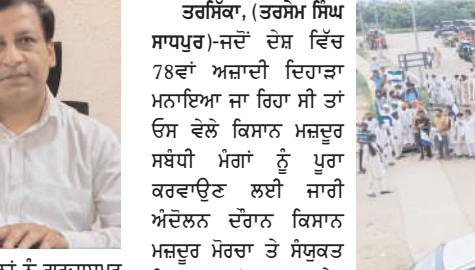 ਤਰਸਿੱਕਾ, (ਤਰਸੇਮ ਸਿੰਘ
ਸਾਧਪੁਰ)-ਜਦੋਂ ਦੇਸ਼ ਵਿੱਚ
78ਵਾਂ ਅਜ਼ਾਦੀ ਦਿਹਾੜਾ
ਮਨਾਇਆ ਜਾ ਰਿਹਾ ਸੀ ਤਾਂ
ਓਸ ਵੇਲੇ ਕਿਸਾਨ ਮਜ਼ਦੂਰ
ਸਬੰਧੀ ਮੰਗਾਂ ਨੂੰ ਪੂਰਾ
ਕਰਵਾਉਣ ਲਈ ਜਾਰੀ
ਅੰਦੋਲਨ ਦੌਰਾਨ ਕਿਸਾਨ
ਮਜ਼ਦੂਰ ਮੋਰਚਾ ਤੇ ਸੰਯੁਕਤ